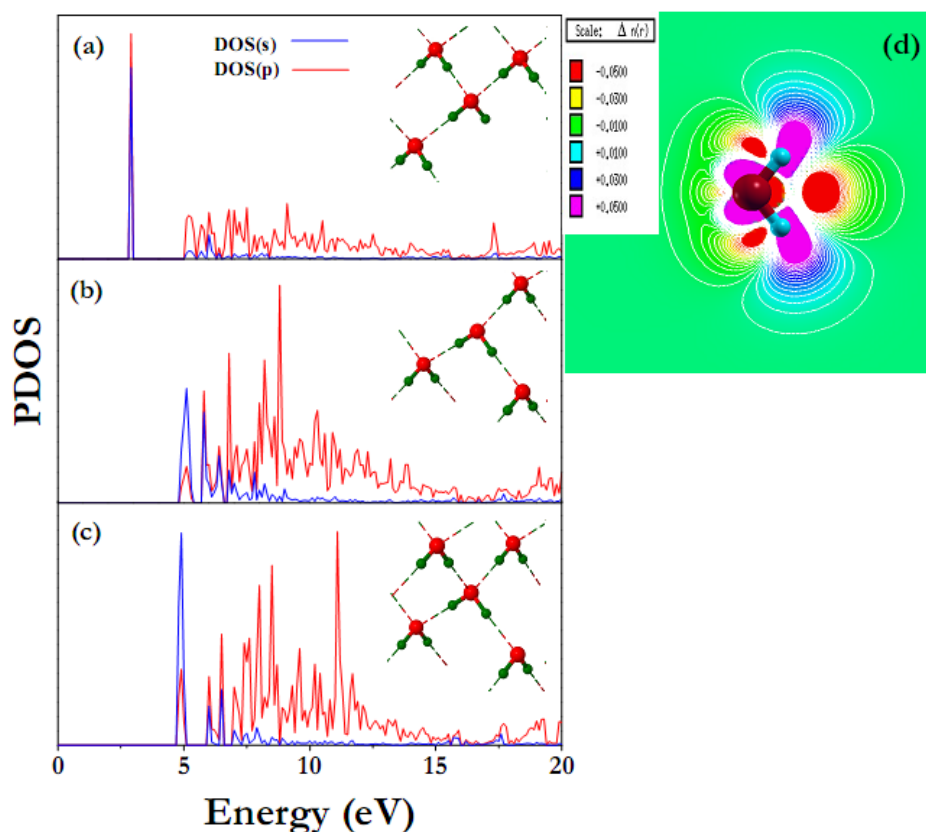 (a)
DOS(s)
DOS(p)
(b)
(c)
PDOS
0 5 10 15 20
Energy (eV)
Scale: Δ n(r)
-0.0500
-0.0300
-0.0100
+0.0100
+0.0300
+0.0500
(d)